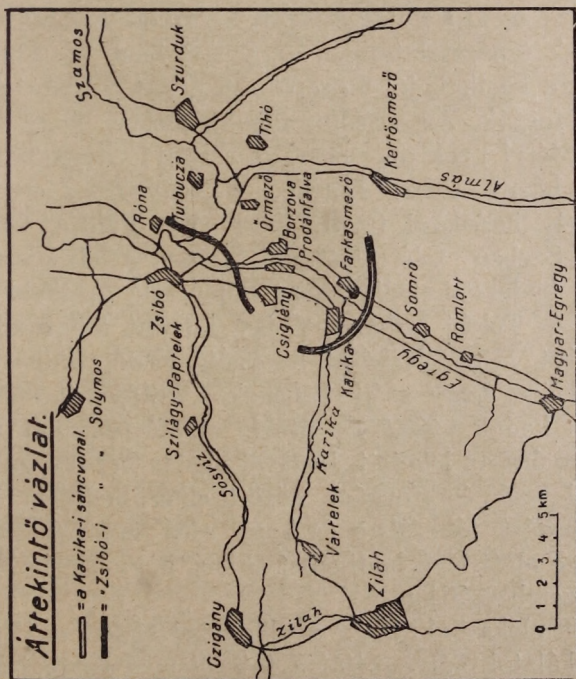 Áttekintő vázlat.
= a Karika-i sáncvonal.
= " Zsibó-i " "
Solymos
Szamos
Szurduk
Róna
Turbucza
Tihó
Zsibó
Szilágy-Paptelek
Sósvíz
Őrmező
Borzova
Prodánfalva
Csiglány
Kettősmező
Almás
Farkasmező
Karika
Karika
Czigány
Vártelek
Somró
Romlott
Egregy
Zilah
Zilah
Magyar-Egregy
0 1 2 3 4 5 km